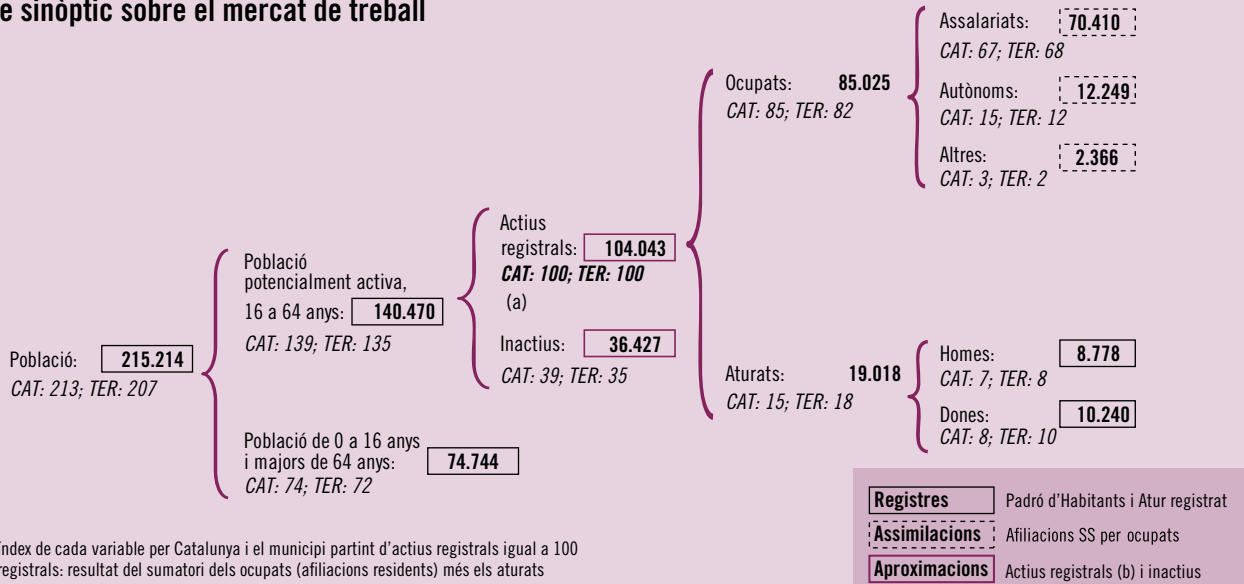 e sinòptic sobre el mercat de treball
Població: 215.214
CAT: 213; TER: 207
Població
potencialment activa,
16 a 64 anys: 140.470
CAT: 139; TER: 135
Població de 0 a 16 anys
i majors de 64 anys: 74.744
CAT: 74; TER: 72
Actius
registrals: 104.043
CAT: 100; TER: 100
(a)
Inactius: 36.427
CAT: 39; TER: 35
Ocupats: 85.025
CAT: 85; TER: 82
Aturats: 19.018
CAT: 15; TER: 18
Assalariats: 70.410
CAT: 67; TER: 68
Autònoms: 12.249
CAT: 15; TER: 12
Altres: 2.366
CAT: 3; TER: 2
Homes: 8.778
CAT: 7; TER: 8
Dones: 10.240
CAT: 8; TER: 10
Registres Padró d'Habitants i Atur registrat
Assimilacions Afiliacions SS per ocupats
Aproximacions Actius registrals (b) i inactius
índex de cada variable per Catalunya i el municipi partint d'actius registrals igual a 100
registrals: resultat del sumatori dels ocupats (afiliacions residents) més els aturats